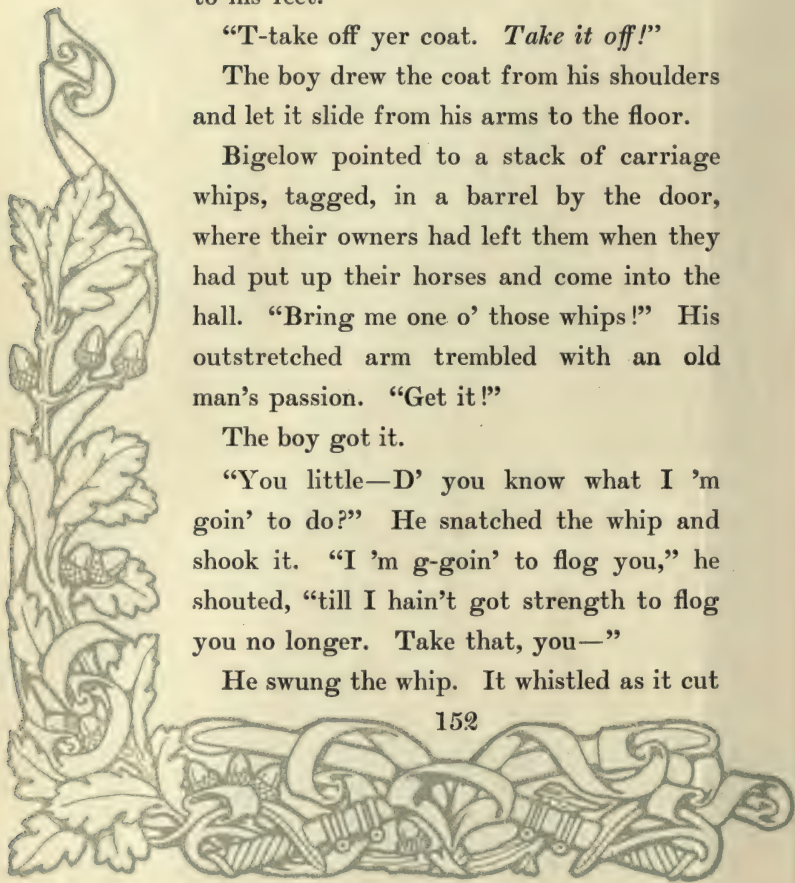 to his feet.
“T-take off yer coat. Take it off!”
The boy drew the coat from his shoulders
and let it slide from his arms to the floor.
Bigelow pointed to a stack of carriage
whips, tagged, in a barrel by the door,
where their owners had left them when they
had put up their horses and come into the
hall. “Bring me one o’ those whips!” His
outstretched arm trembled with an old
man’s passion. “Get it!”
The boy got it.
“You little—D’ you know what I ’m
goin’ to do?” He snatched the whip and
shook it. “I ’m g-goin’ to flog you,” he
shouted, “till I hain’t got strength to flog
you no longer. Take that, you—”
He swung the whip. It whistled as it cut
152